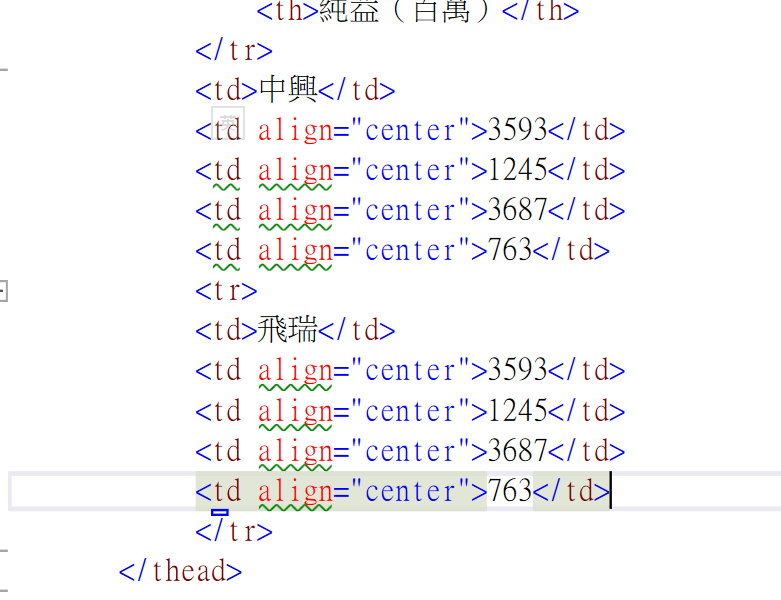 <th>純益（百萬）</th>
</tr>
<td>中興</td>
<td align="center">3593</td>
<td align="center">1245</td>
<td align="center">3687</td>
<td align="center">763</td>
<tr>
<td>飛瑞</td>
<td align="center">3593</td>
<td align="center">1245</td>
<td align="center">3687</td>
<td align="center">763</td>
</tr>
</thead>